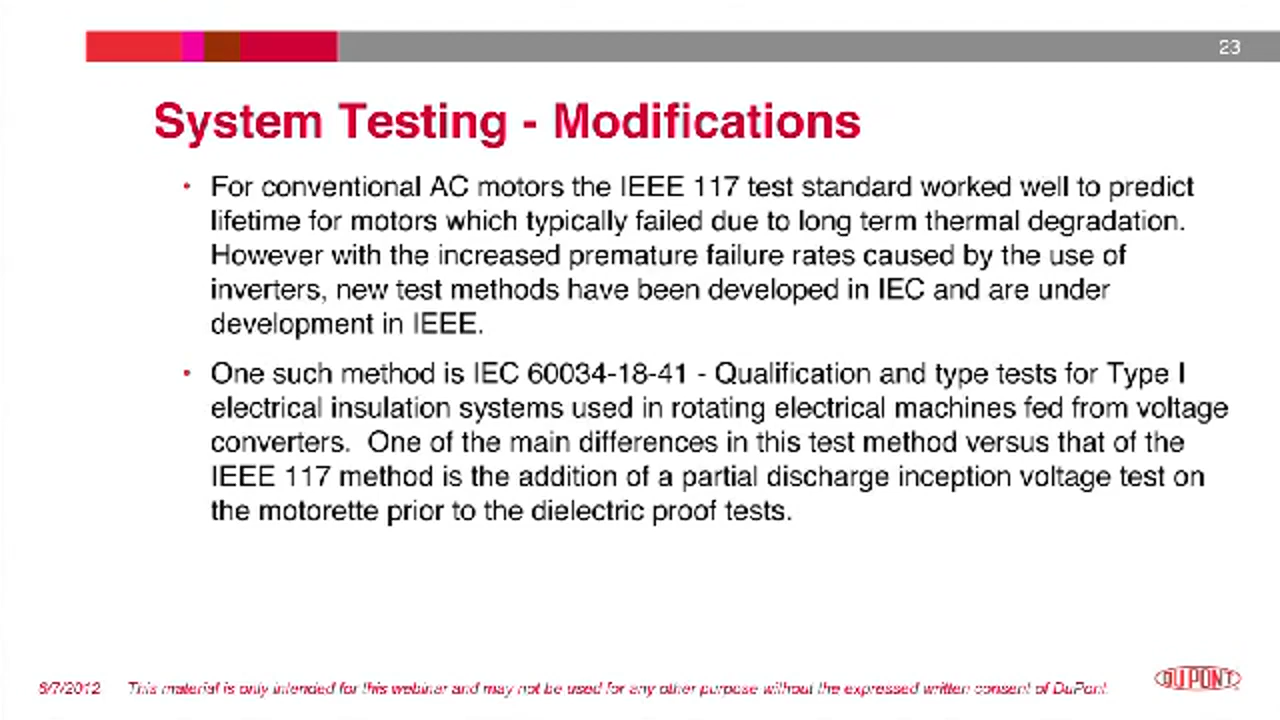 23
System Testing - Modifications
• For conventional AC motors the IEEE 117 test standard worked well to predict
lifetime for motors which typically failed due to long term thermal degradation.
However with the increased premature failure rates caused by the use of
inverters, new test methods have been developed in IEC and are under
development in IEEE.
• One such method is IEC 60034-18-41 - Qualification and type tests for Type I
electrical insulation systems used in rotating electrical machines fed from voltage
converters.  One of the main differences in this test method versus that of the
IEEE 117 method is the addition of a partial discharge inception voltage test on
the motorette prior to the dielectric proof tests.
6/7/2012 This material is only intended for this webinar and may not be used for any other purpose without the expressed written consent of DuPont.
DUPONT